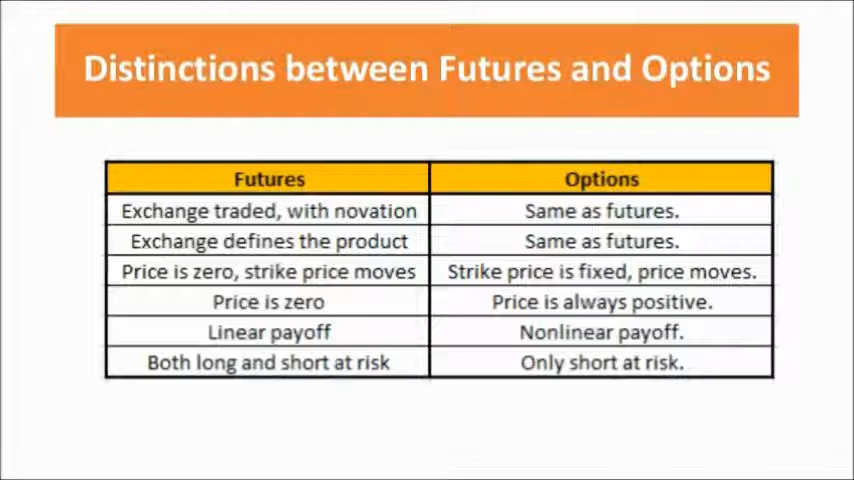 Distinctions between Futures and Options
Futures Options
Exchange traded, with novation Same as futures.
Exchange defines the product Same as futures.
Price is zero, strike price moves Strike price is fixed, price moves.
Price is zero Price is always positive.
Linear payoff Nonlinear payoff.
Both long and short at risk Only short at risk.